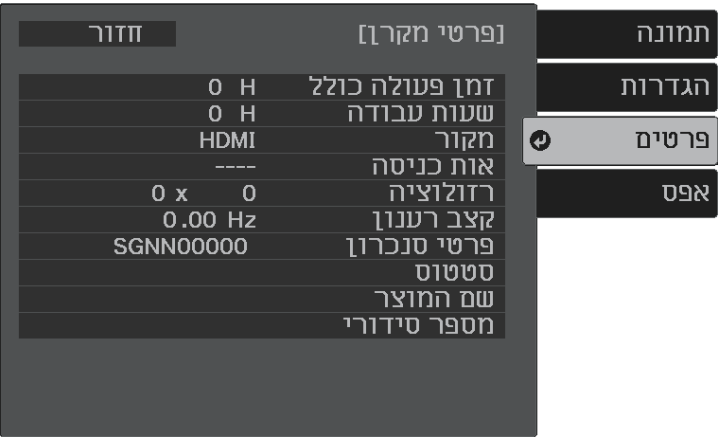 תמונה
הגדרות
פרטים
אפס
[פרטי מקרן] חזור
זמן פעולה כולל 0 H
שעות עבודה 0 H
מקור HDMI
אות כניסה ----
רזולוציה 0 x 0
קצב רענון 0.00 Hz
פרטי סנכרון SGNN00000
סטטוס
שם המוצר
מספר סידורי